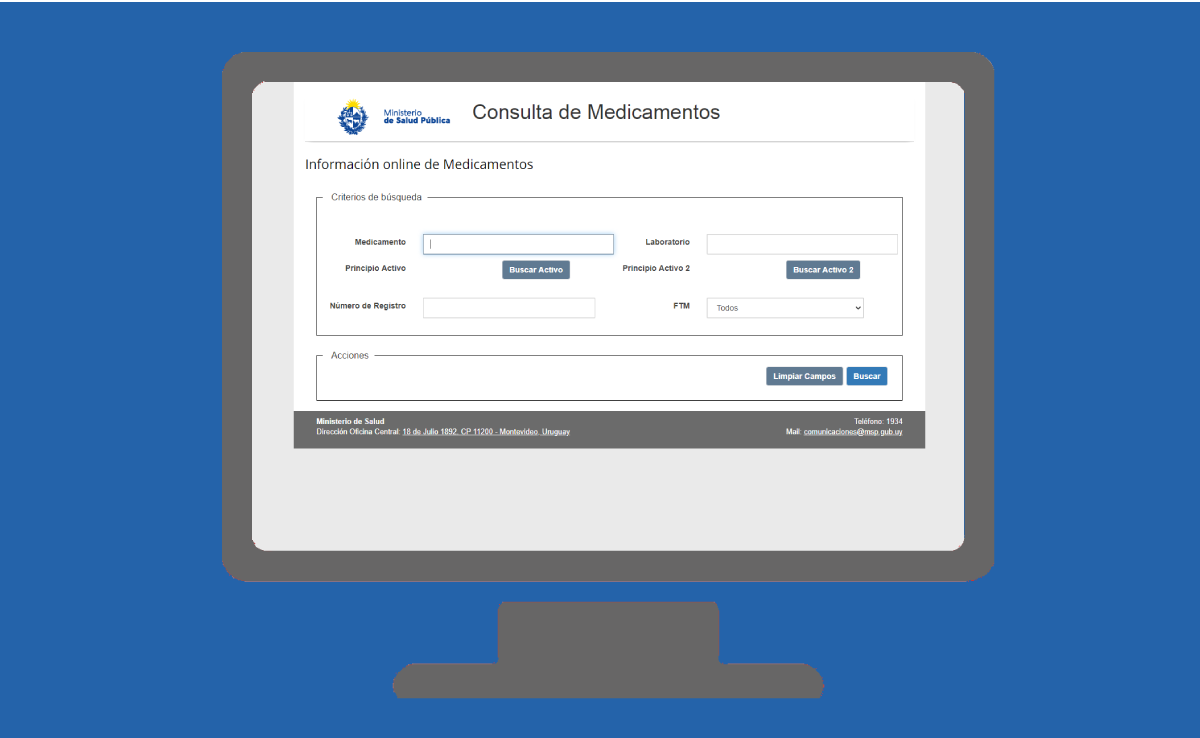 Ministerio
de Salud Pública
Consulta de Medicamentos
Información online de Medicamentos
Criterios de búsqueda
Medicamento
Laboratorio
Principio Activo
Buscar Activo
Principio Activo 2
Buscar Activo 2
Número de Registro
FTM
Todos
Acciones
Limpiar Campos
Buscar
Ministerio de Salud
Teléfono: 1934
Dirección Oficina Central: 18 de Julio 1892, CP 11200 - Montevideo, Uruguay
Mail: comunicaciones@msp.gub.uy